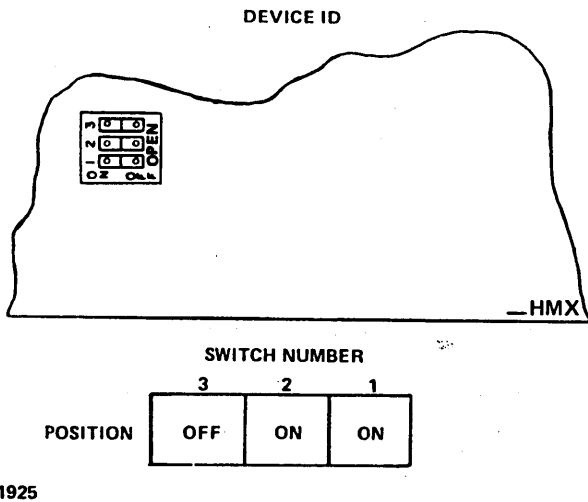 DEVICE ID
3
2
1
ON
OFF
OPEN
HMX
SWITCH NUMBER
3 2 1
POSITION OFF ON ON
1925